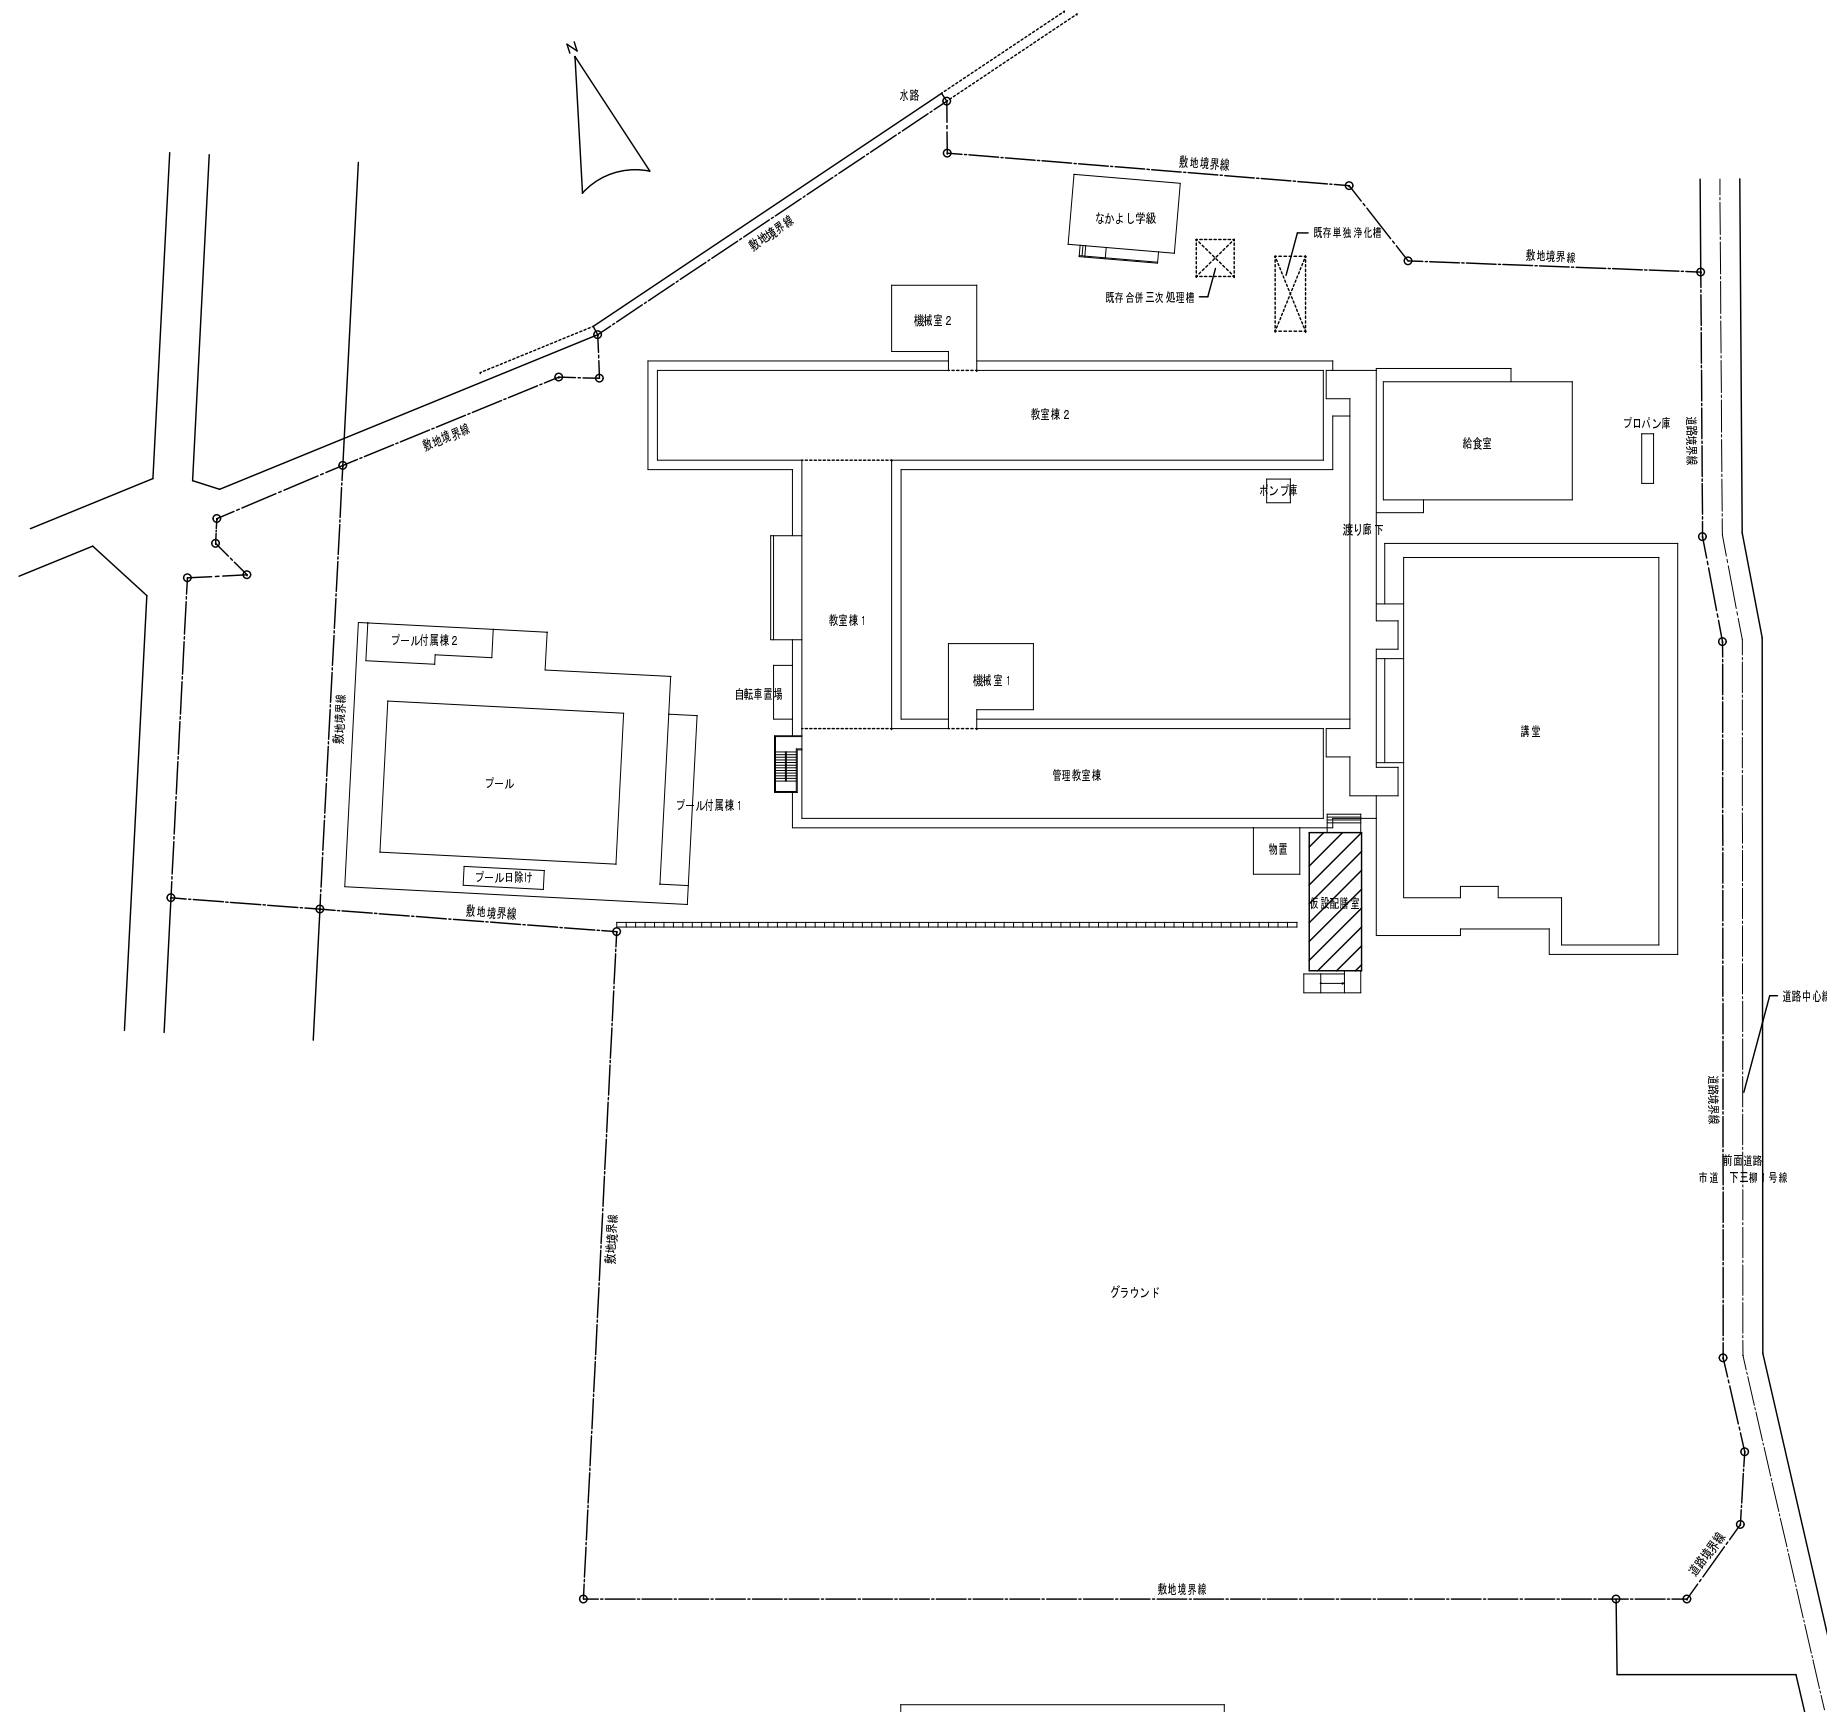 N
水路
敷地境界線
なかよし学級
敷地境界線
既存単独浄化槽
敷地境界線
既存合併三次処理槽
機械室2
教室棟2
プロパン庫
道路境界線
敷地境界線
給食室
ポンプ庫
渡り廊下
教室棟1
プール付属棟2
機械室1
自転車置場
敷地境界線
講堂
管理教室棟
プール
プール付属棟1
物置
プール日除け
仮設配膳室
敷地境界線
道路中心線
道路境界線
前面道路
市道 下三柳1号線
敷地境界線
グラウンド
道路境界線
敷地境界線